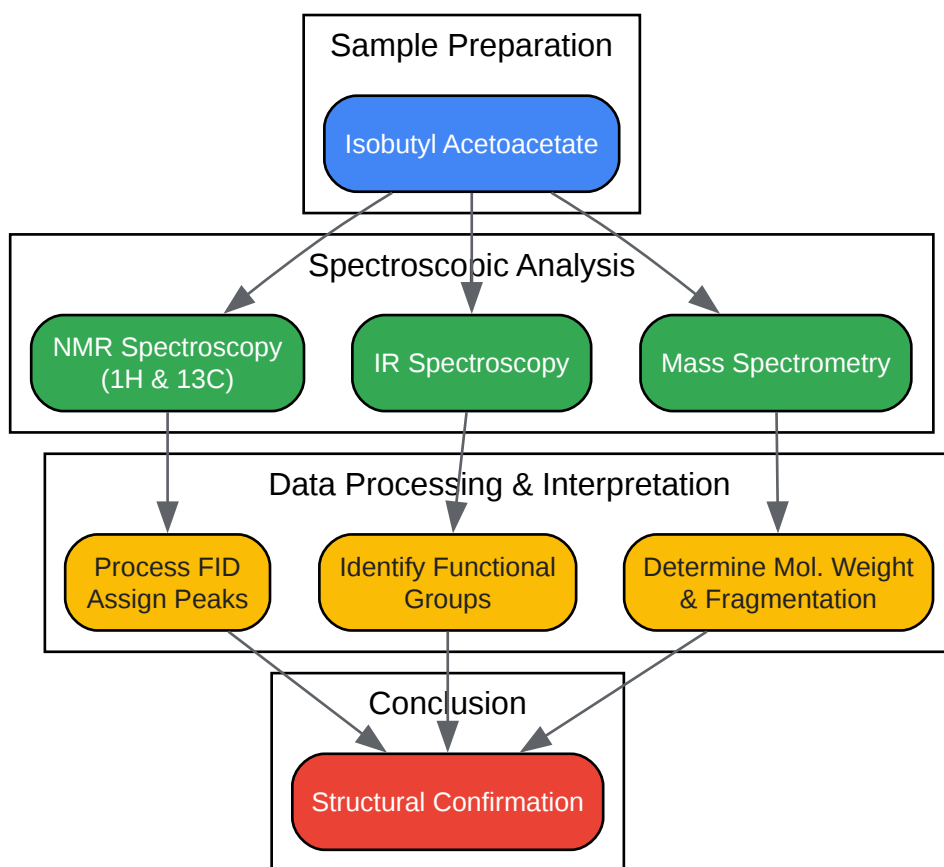 Sample Preparation
Isobutyl Acetoacetate
Spectroscopic Analysis
NMR Spectroscopy
(1H & 13C)
IR Spectroscopy
Mass Spectrometry
Data Processing & Interpretation
Process FID
Assign Peaks
Identify Functional
Groups
Determine Mol. Weight
& Fragmentation
Conclusion
Structural Confirmation